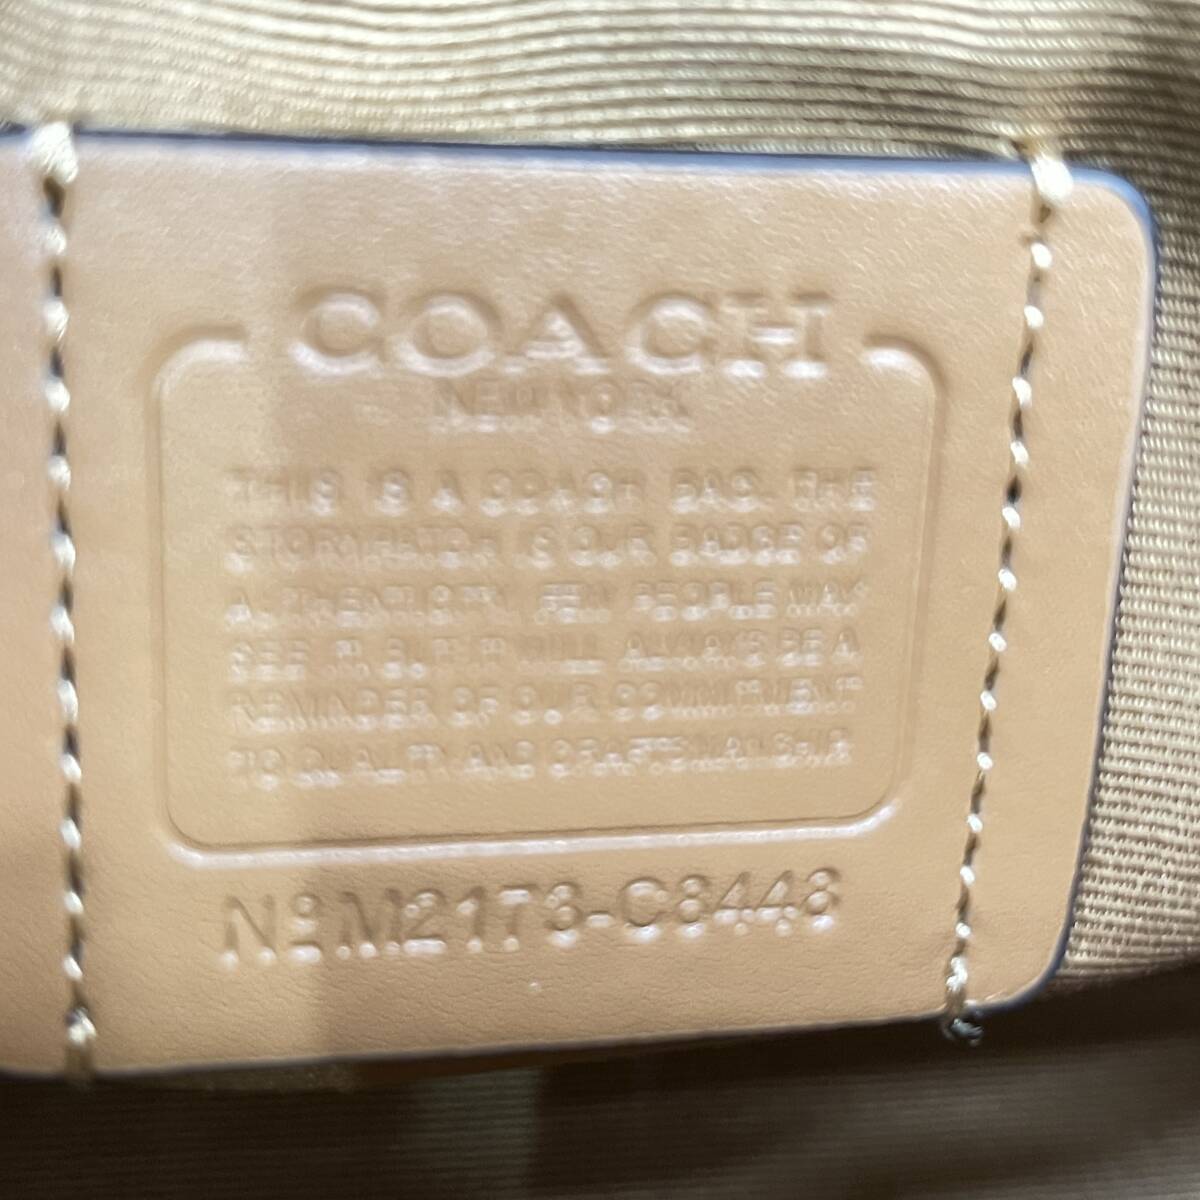 COACH
NEW YORK
THIS IS A COACH BAG. THE
STORYPATCH IS OUR BADGE OF
AUTHENTICITY. FEW PEOPLE MAY
SEE IT, BUT IT WILL ALWAYS BE A
REMINDER OF OUR COMMITMENT
TO QUALITY AND CRAFTSMANSHIP.
Nº M2173-C8448